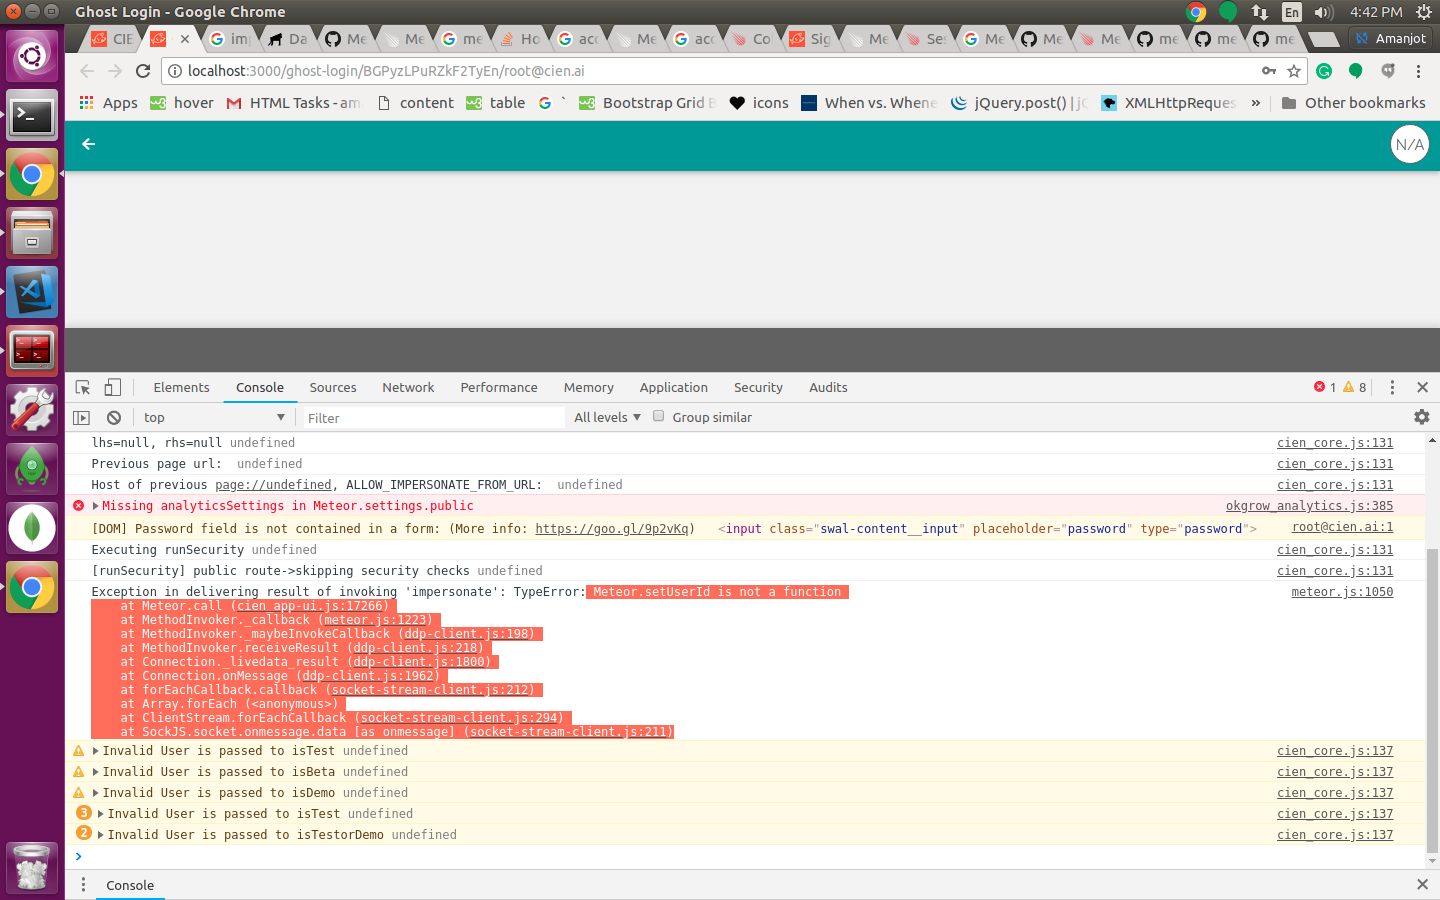 Ghost Login - Google Chrome
En
4:42 PM
CIE
im
Da
Me
Me
me
Ho
acc
Me
acc
Co
Sig
Me
Ses
Me
Me
Me
me
me
me
Amanjot
localhost:3000/ghost-login/BGPyzLPuRZkF2TyEn/root@cien.ai
Apps
hover
HTML Tasks - am
content
table
`
Bootstrap Grid B
icons
When vs. Whene
jQuery.post() | jQ
XMLHttpReques
»
Other bookmarks
N/A
Elements
Console
Sources
Network
Performance
Memory
Application
Security
Audits
1
8
top
Filter
All levels
Group similar
lhs=null, rhs=null undefined cien_core.js:131
Previous page url:  undefined cien_core.js:131
Host of previous page://undefined, ALLOW_IMPERSONATE_FROM_URL:  undefined cien_core.js:131
Missing analyticsSettings in Meteor.settings.public okgrow_analytics.js:385
[DOM] Password field is not contained in a form: (More info: https://goo.gl/9p2vKq) <input class="swal-content__input" placeholder="password" type="password"> root@cien.ai:1
Executing runSecurity undefined cien_core.js:131
[runSecurity] public route->skipping security checks undefined cien_core.js:131
Exception in delivering result of invoking 'impersonate': TypeError: Meteor.setUserId is not a function meteor.js:1050
at Meteor.call (cien_app-ui.js:17266)
at MethodInvoker._callback (meteor.js:1223)
at MethodInvoker._maybeInvokeCallback (ddp-client.js:198)
at MethodInvoker.receiveResult (ddp-client.js:218)
at Connection._livedata_result (ddp-client.js:1800)
at Connection.onMessage (ddp-client.js:1962)
at forEachCallback.callback (socket-stream-client.js:212)
at Array.forEach (<anonymous>)
at ClientStream.forEachCallback (socket-stream-client.js:294)
at SockJS.socket.onmessage.data [as onmessage] (socket-stream-client.js:211)
Invalid User is passed to isTest undefined cien_core.js:137
Invalid User is passed to isBeta undefined cien_core.js:137
Invalid User is passed to isDemo undefined cien_core.js:137
3 Invalid User is passed to isTest undefined cien_core.js:137
2 Invalid User is passed to isTestorDemo undefined cien_core.js:137
Console